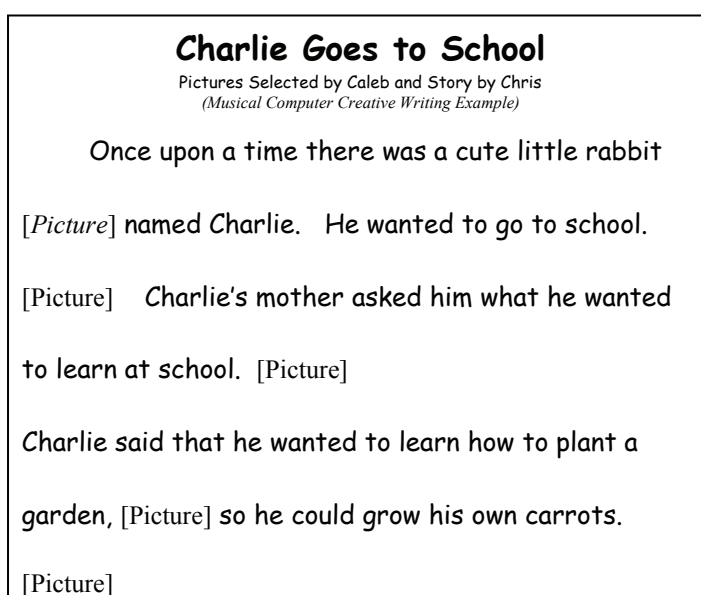 Charlie Goes to School
Pictures Selected by Caleb and Story by Chris
(Musical Computer Creative Writing Example)
Once upon a time there was a cute little rabbit
[Picture] named Charlie. He wanted to go to school.
[Picture] Charlie's mother asked him what he wanted
to learn at school. [Picture]
Charlie said that he wanted to learn how to plant a
garden, [Picture] so he could grow his own carrots.
[Picture]